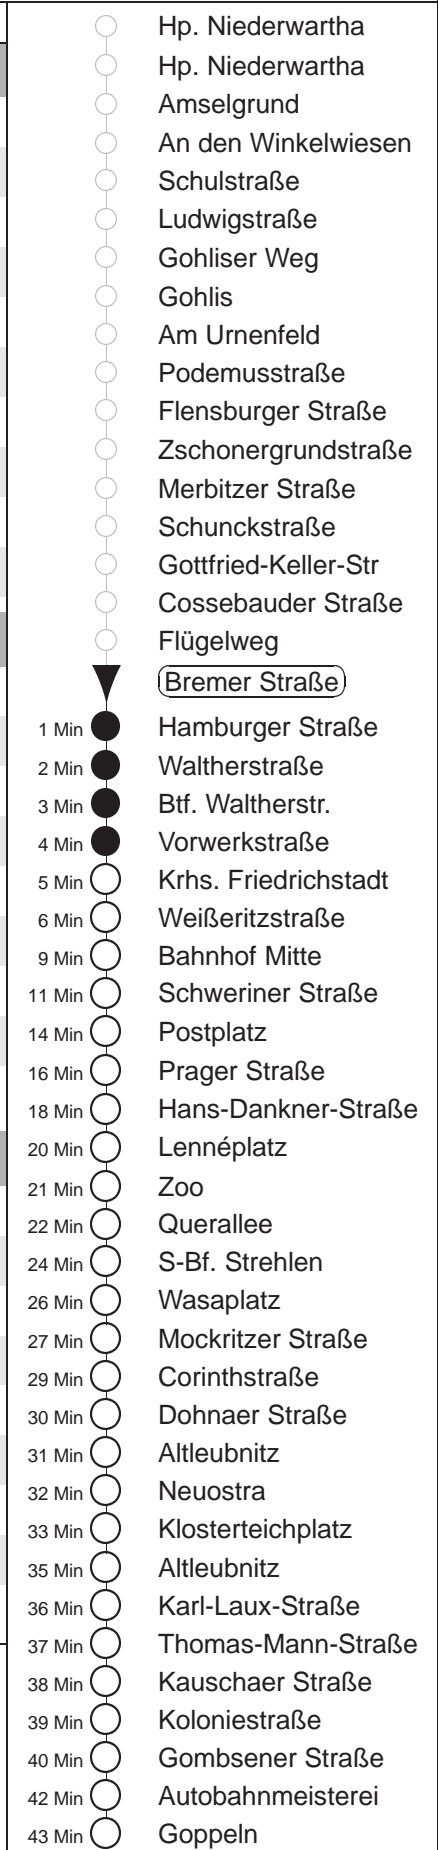 Hp. Niederwartha
Hp. Niederwartha
Amselgrund
An den Winkelwiesen
Schulstraße
Ludwigstraße
Gohliser Weg
Gohlis
Am Urnenfeld
Podemusstraße
Flensburger Straße
Zschonergrundstraße
Merbitzer Straße
Schunckstraße
Gottfried-Keller-Str
Cossebauder Straße
Flügelweg
Bremer Straße
1 Min Hamburger Straße
2 Min Waltherstraße
3 Min Btf. Waltherstr.
4 Min Vorwerkstraße
5 Min Krhs. Friedrichstadt
6 Min Weißeritzstraße
9 Min Bahnhof Mitte
11 Min Schweriner Straße
14 Min Postplatz
16 Min Prager Straße
18 Min Hans-Dankner-Straße
20 Min Lennéplatz
21 Min Zoo
22 Min Querallee
24 Min S-Bf. Strehlen
26 Min Wasaplatz
27 Min Mockritzer Straße
29 Min Corinthstraße
30 Min Dohnaer Straße
31 Min Altleubnitz
32 Min Neuostra
33 Min Klosterteichplatz
35 Min Altleubnitz
36 Min Karl-Laux-Straße
37 Min Thomas-Mann-Straße
38 Min Kauschaer Straße
39 Min Koloniestraße
40 Min Gombsener Straße
42 Min Autobahnmeisterei
43 Min Goppeln